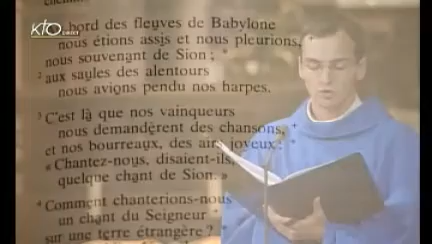 bord des fleuves de Babylone
nous étions assis et nous pleurions,
nous souvenant de Sion ; *
2 aux saules des alentours
nous avions pendu nos harpes.
3 C'est là que nos vainqueurs
nous demandèrent des chansons, *
et nos bourreaux, des airs joyeux : *
« Chantez-nous, disaient-ils,
quelque chant de Sion. »
4 Comment chanterions-nous
un chant du Seigneur *
sur une terre étrangère ?
KTO